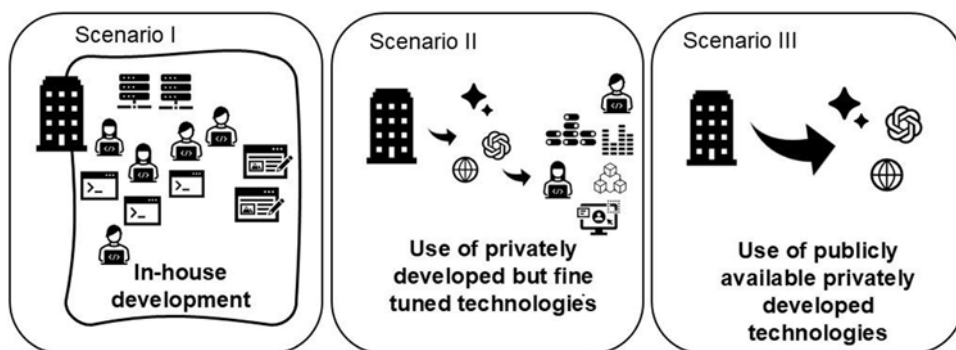 Scenario I
</>
</>
</>
</>
>_
>_
>_
</>
In-house
development
Scenario II
</>
</>
Use of privately
developed but fine
tuned technologies
Scenario III
Use of publicly
available privately
developed
technologies